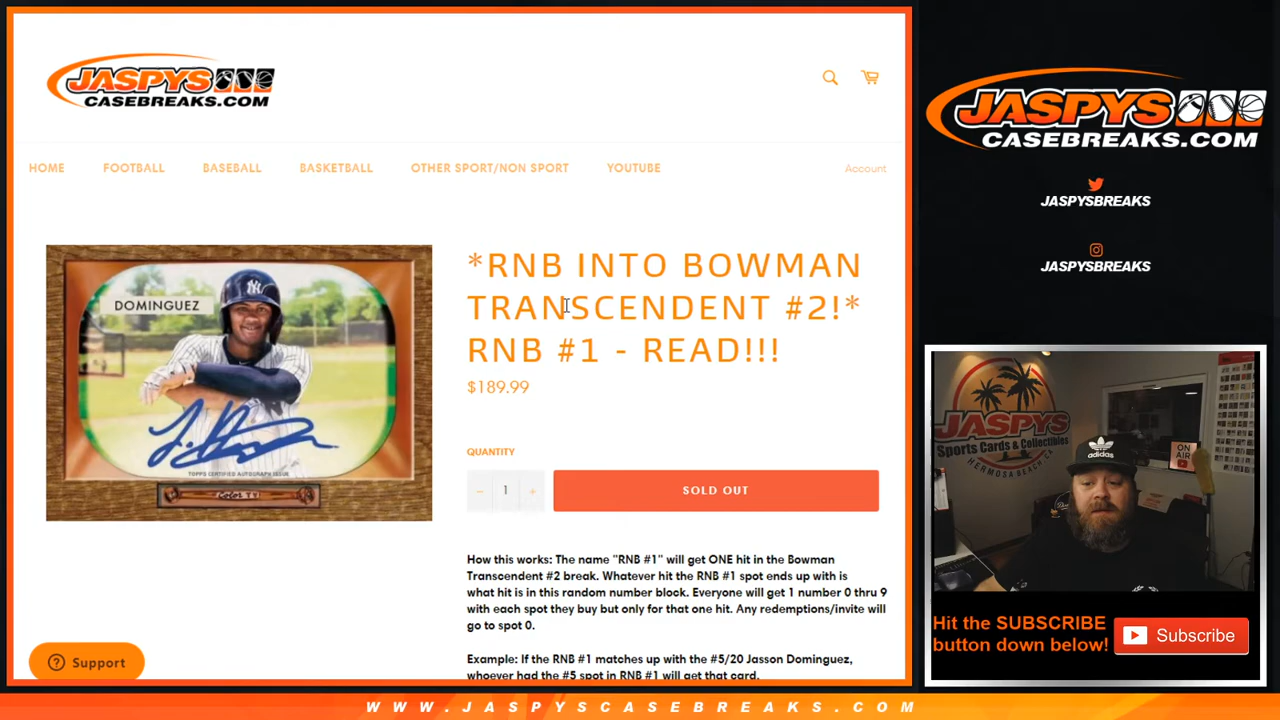 JASPYS
CASEBREAKS.COM
HOME
FOOTBALL
BASEBALL
BASKETBALL
OTHER SPORT/NON SPORT
YOUTUBE
Account
DOMINGUEZ
TOPPS CERTIFIED AUTOGRAPH ISSUE
*RNB INTO BOWMAN
TRANSCENDENT #2!*
RNB #1 - READ!!!
$189.99
QUANTITY
− 1 +
SOLD OUT
How this works: The name "RNB #1" will get ONE hit in the Bowman
Transcendent #2 break. Whatever hit the RNB #1 spot ends up with is
what hit is in this random number block. Everyone will get 1 number 0 thru 9
with each spot they buy but only for that one hit. Any redemptions/invite will
go to spot 0.
Example: If the RNB #1 matches up with the #5/20 Jasson Dominguez,
whoever had the #5 spot in RNB #1 will get that card.
Support
JASPYS
CASEBREAKS.COM
JASPYSBREAKS
JASPYSBREAKS
JASPYS
Sports Cards & Collectibles
HERMOSA BEACH, CA
ON
AIR
adidas
Hit the SUBSCRIBE
button down below!
Subscribe
WWW.JASPYSCASEBREAKS.COM